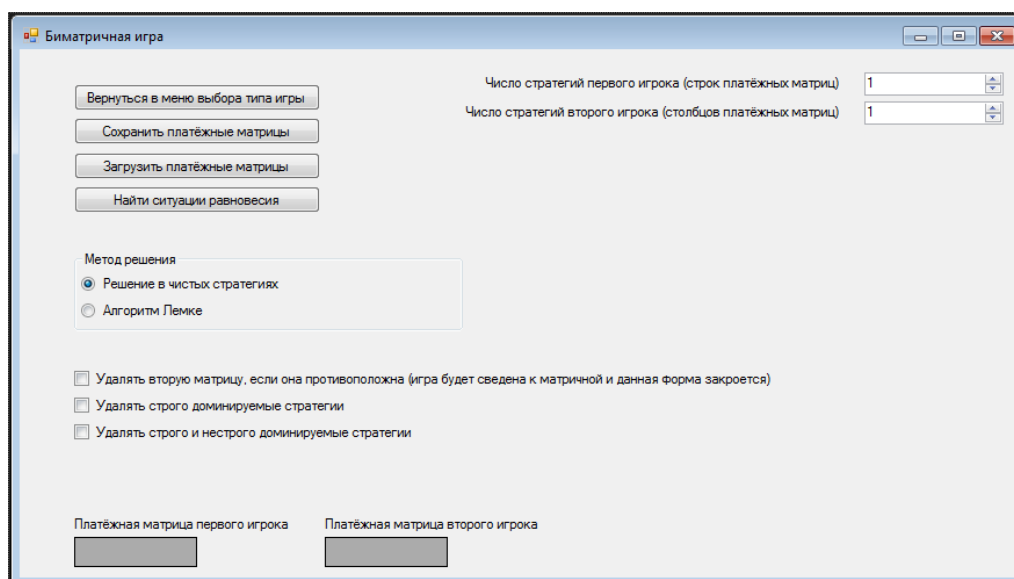 Биматричная игра
Число стратегий первого игрока (строк платёжных матриц)
1
Число стратегий второго игрока (столбцов платёжных матриц)
1
Вернуться в меню выбора типа игры
Сохранить платёжные матрицы
Загрузить платёжные матрицы
Найти ситуации равновесия
Метод решения
Решение в чистых стратегиях
Алгоритм Лемке
Удалять вторую матрицу, если она противоположна (игра будет сведена к матричной и данная форма закроется)
Удалять строго доминируемые стратегии
Удалять строго и нестрого доминируемые стратегии
Платёжная матрица первого игрока
Платёжная матрица второго игрока